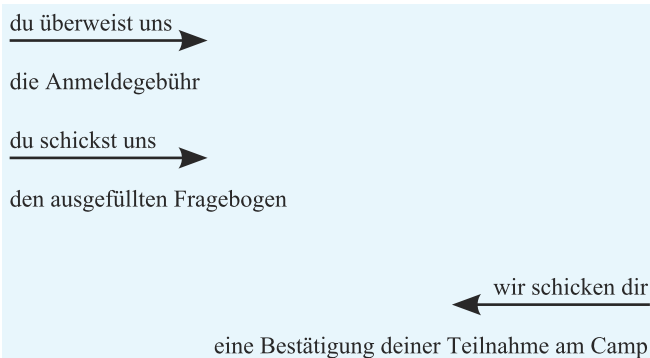 du überweist uns
die Anmeldegebühr
du schickst uns
den ausgefüllten Fragebogen
wir schicken dir
eine Bestätigung deiner Teilnahme am Camp